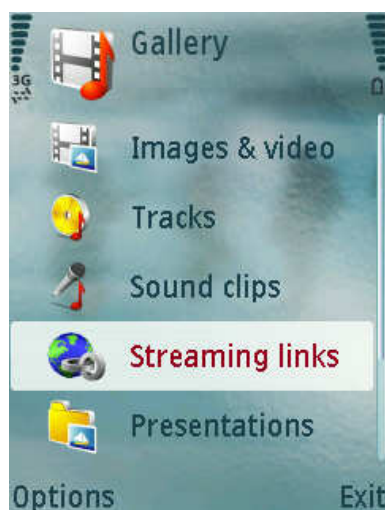 Gallery
3G
Images & video
Tracks
Sound clips
Streaming links
Presentations
Options
Exit